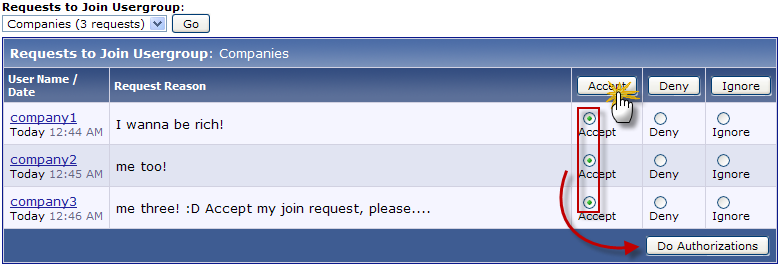 Requests to Join Usergroup:
Companies (3 requests) Go
Requests to Join Usergroup: Companies
User Name / Date Request Reason Accept Deny Ignore
company1 I wanna be rich!
Today 12:44 AM Accept Deny Ignore
company2 me too!
Today 12:45 AM Accept Deny Ignore
company3 me three! :D Accept my join request, please....
Today 12:46 AM Accept Deny Ignore
Do Authorizations